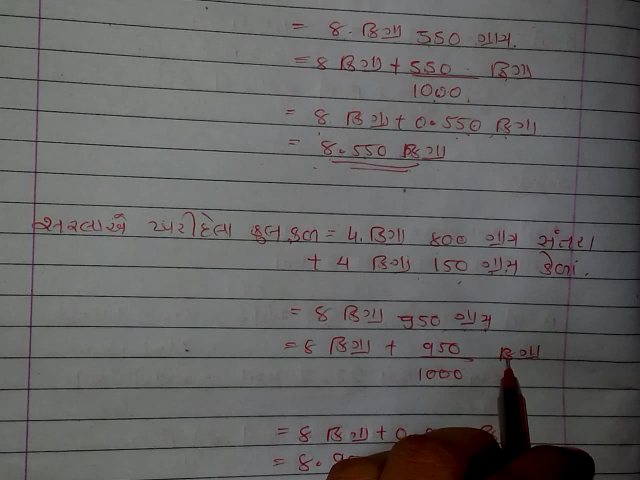 = 8. કિગ્રા 550 ગ્રામ.
= 8 કિગ્રા + 550 કિગ્રા
1000
= 8. કિગ્રા + 0.550 કિગ્રા
= 8.550 કિગ્રા
સરલાએ ખરીદેલા કુલ ફળ = 4. કિગ્રા 800 ગ્રામ સંતરા
+ 4 કિગ્રા 150 ગ્રામ કેળાં.
= 8 કિગ્રા 950 ગ્રામ
= 8 કિગ્રા + 950 કિગ્રા
1000
= 8 કિગ્રા + 0.
= 8.9